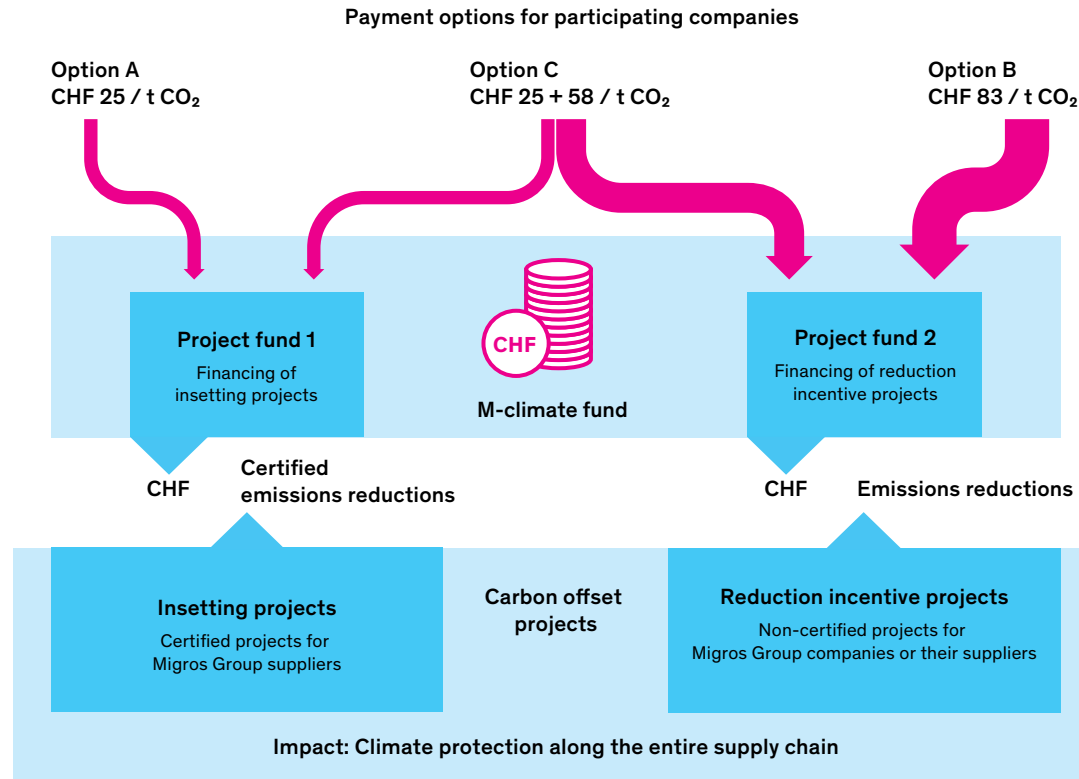 Payment options for participating companies
Option A
CHF 25 / t CO₂
Option C
CHF 25 + 58 / t CO₂
Option B
CHF 83 / t CO₂
Project fund 1
Financing of
insetting projects
CHF
M-climate fund
Project fund 2
Financing of reduction
incentive projects
CHF
Certified
emissions reductions
CHF
Emissions reductions
Insetting projects
Certified projects for
Migros Group suppliers
Carbon offset
projects
Reduction incentive projects
Non-certified projects for
Migros Group companies or their suppliers
Impact: Climate protection along the entire supply chain